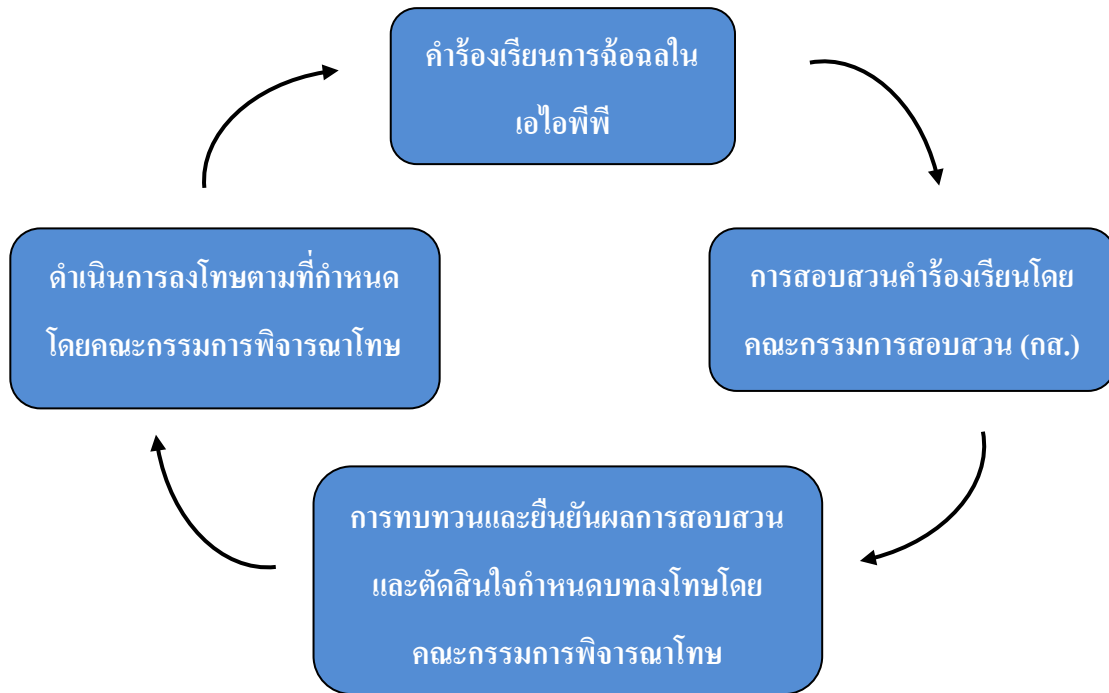 คำร้องเรียนการฉ้อฉลใน
เอไอพีพี
การสอบสวนคำร้องเรียนโดย
คณะกรรมการสอบสวน (กส.)
การทบทวนและยืนยันผลการสอบสวน
และตัดสินใจกำหนดบทลงโทษโดย
คณะกรรมการพิจารณาโทษ
ดำเนินการลงโทษตามที่กำหนด
โดยคณะกรรมการพิจารณาโทษ